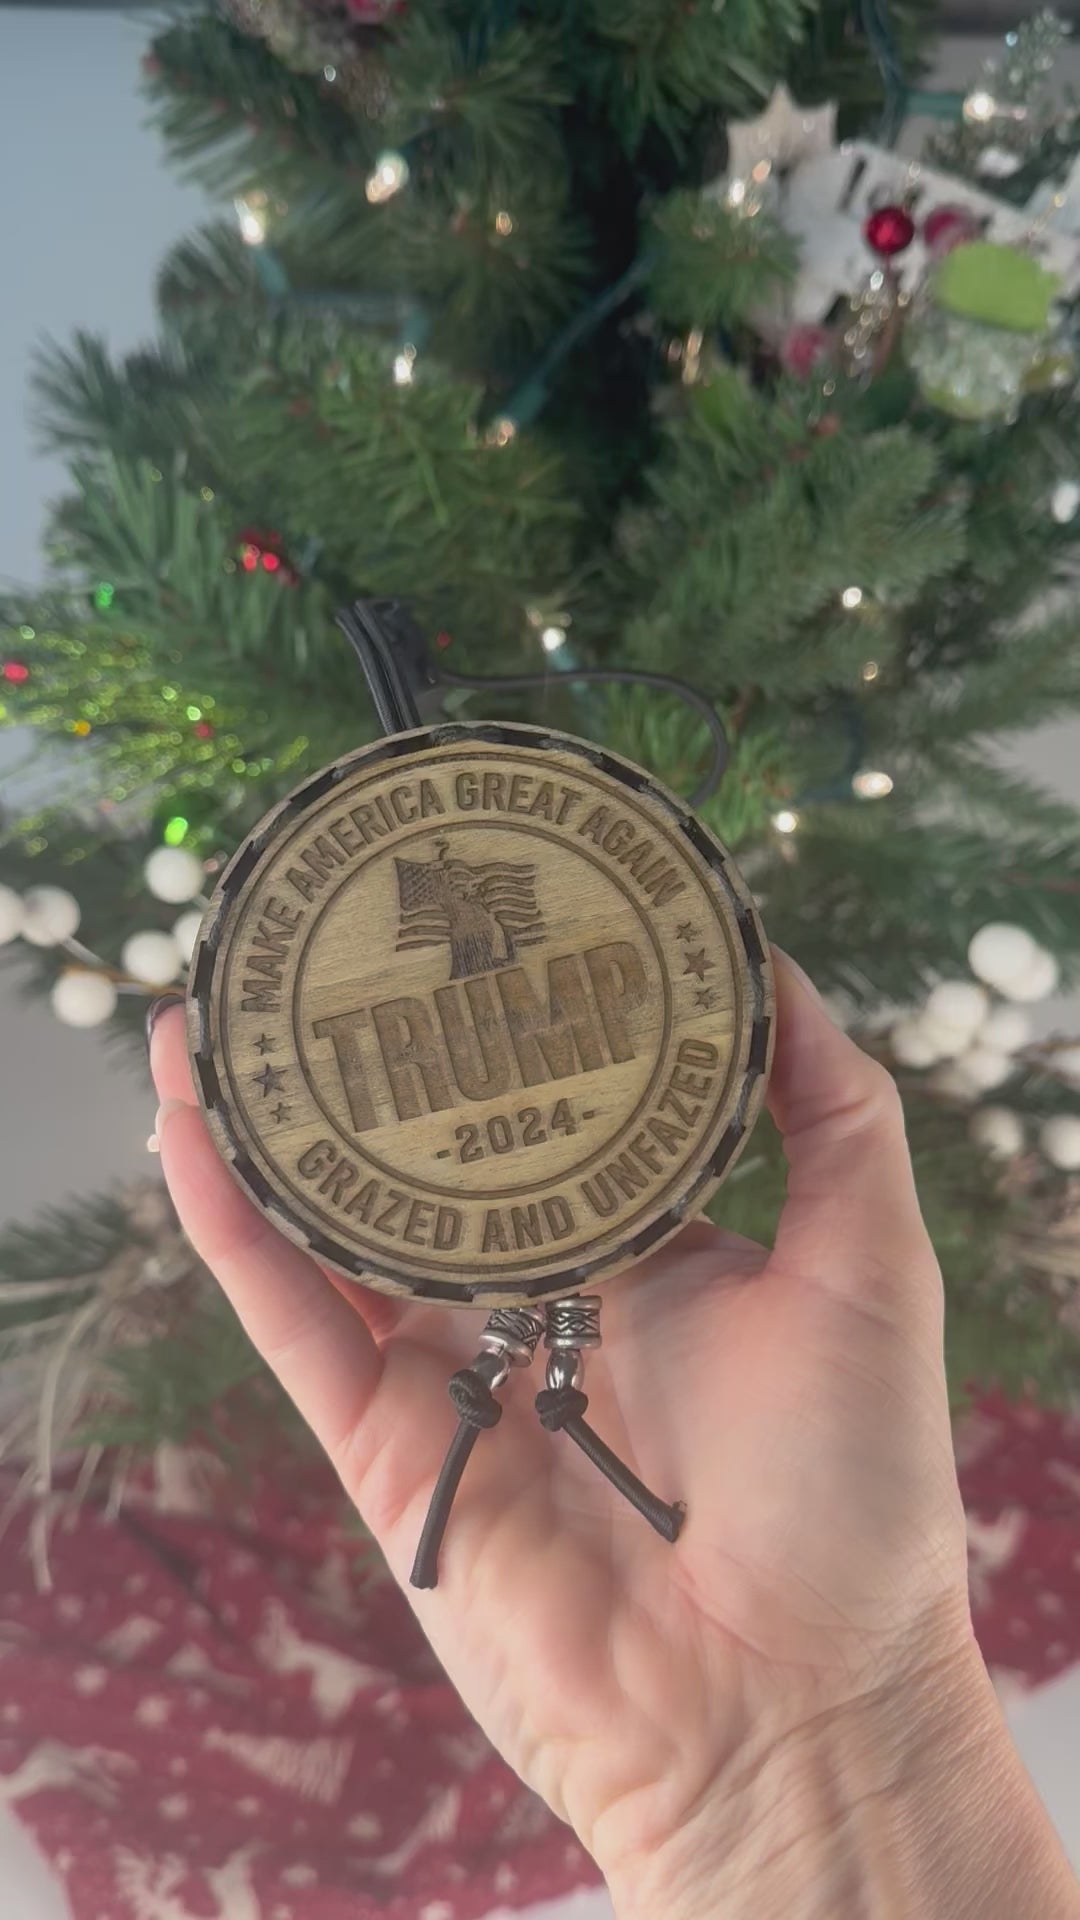 MAKE AMERICA GREAT AGAIN
TRUMP
-2024-
GRAZED AND UNFAZED